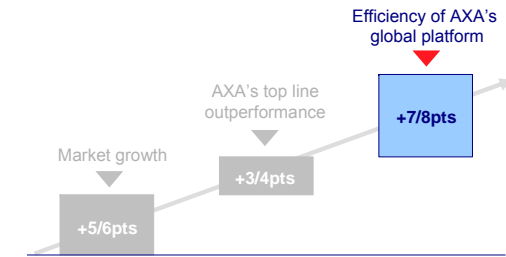 Efficiency of AXA's
global platform
+7/8pts
AXA's top line
outperformance
+3/4pts
Market growth
+5/6pts